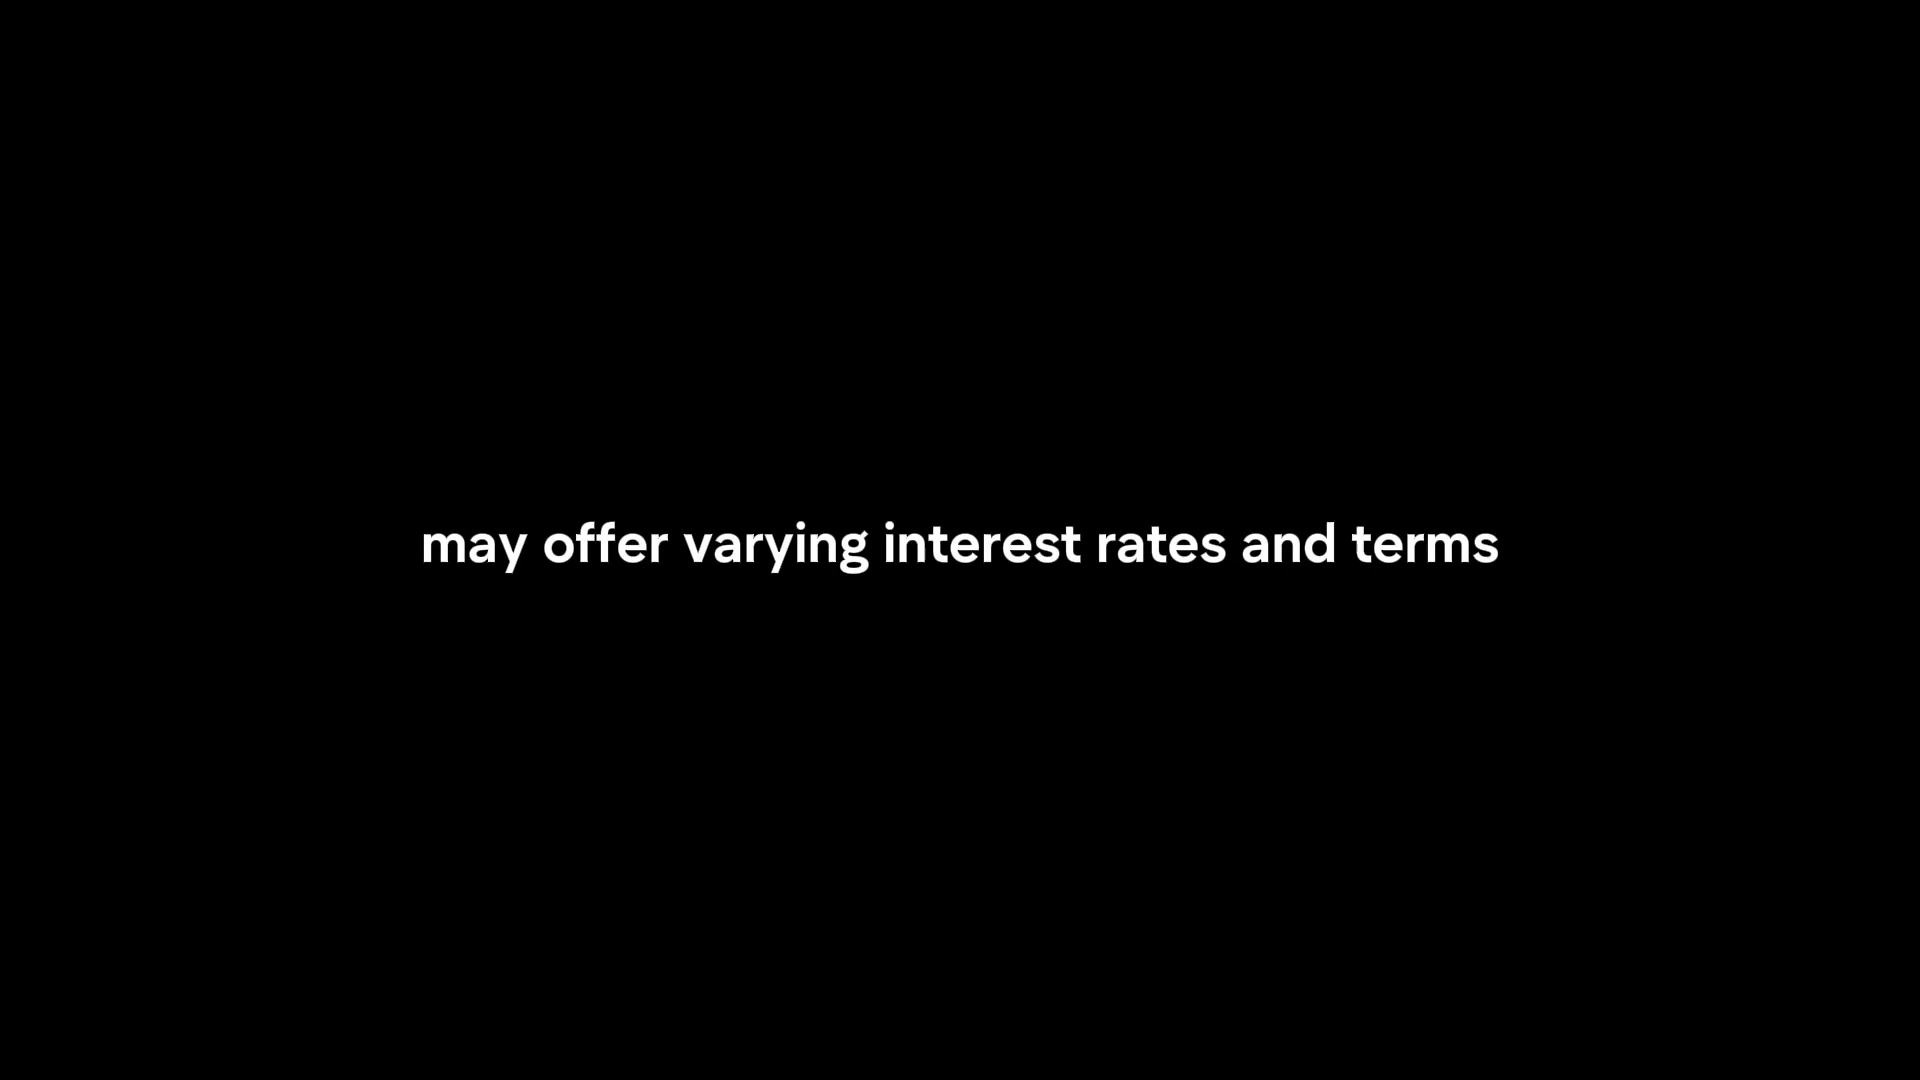 may offer varying interest rates and terms